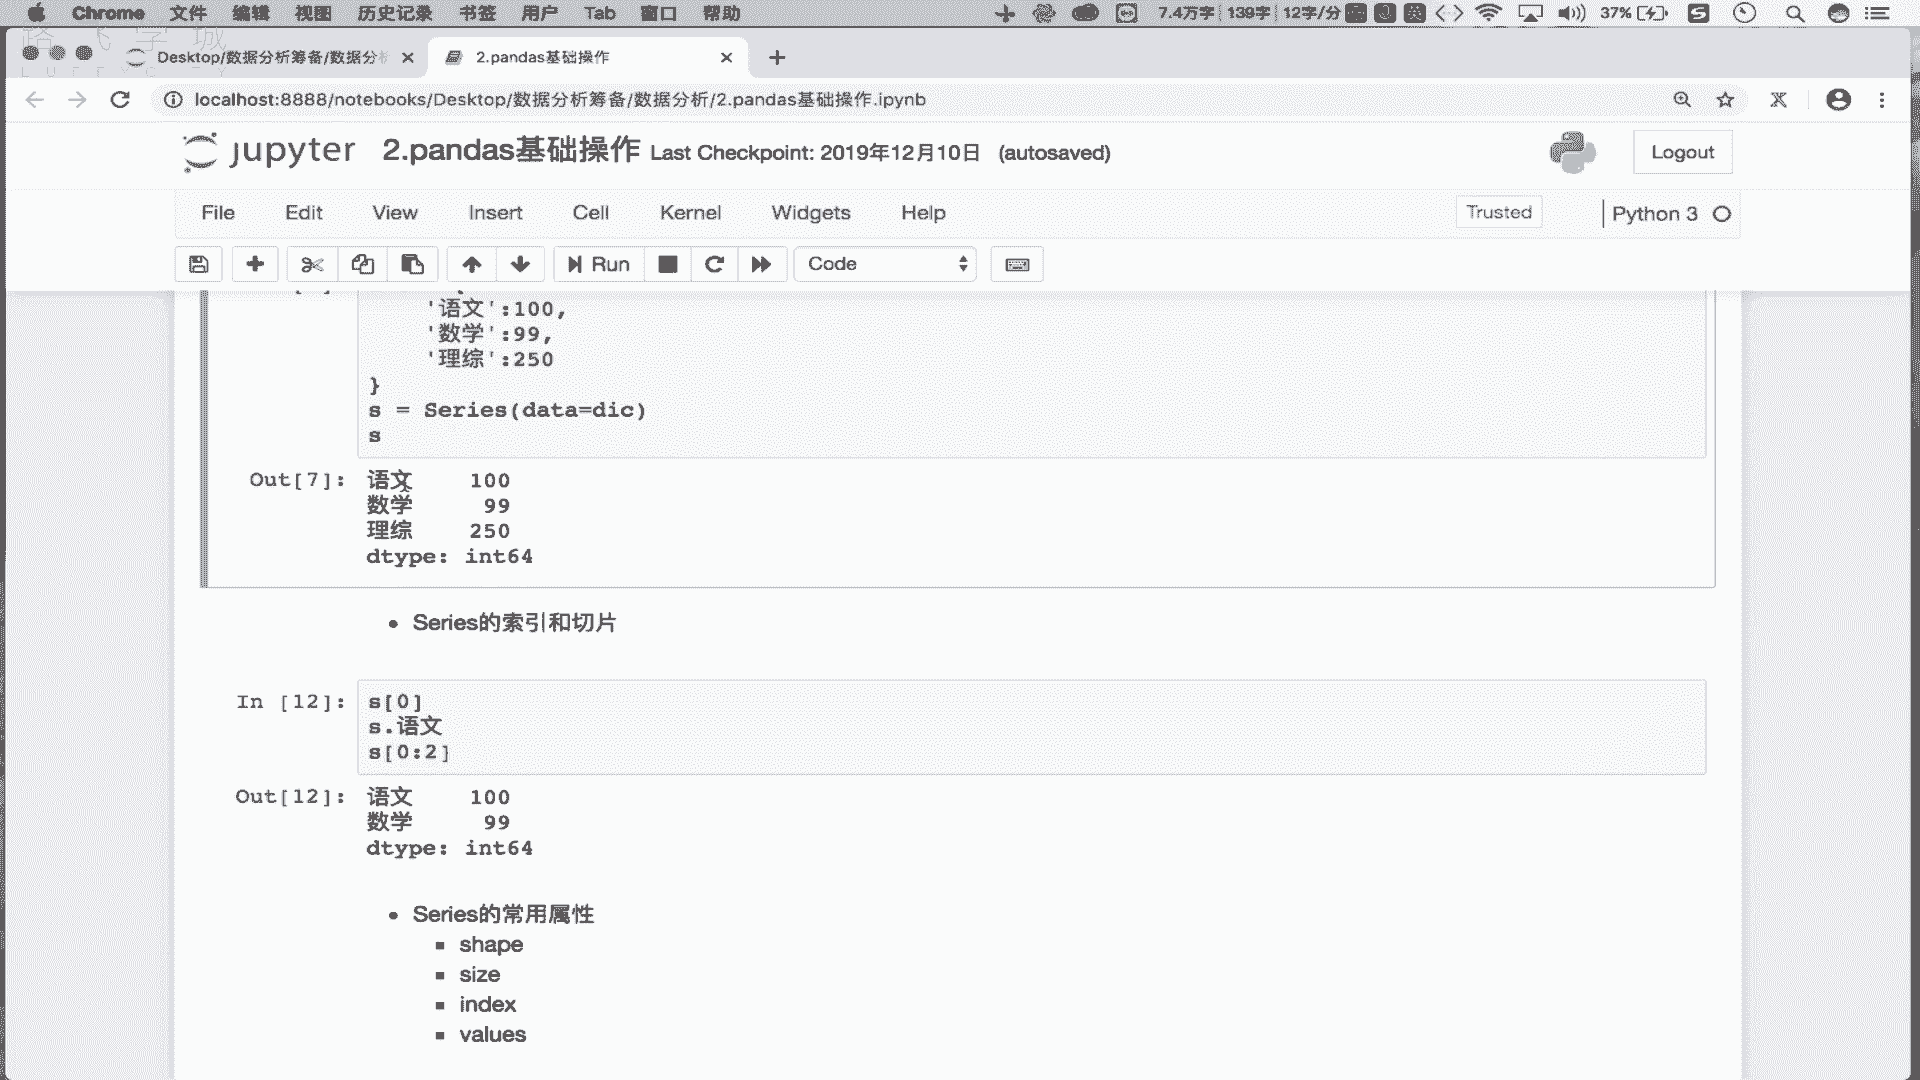 Chrome 文件 编辑 视图 历史记录 书签 用户 Tab 窗口 帮助 7.4万字 139字 12字/分 英 37%
Desktop/数据分析筹备/数据分析
2.pandas基础操作
localhost:8888/notebooks/Desktop/数据分析筹备/数据分析/2.pandas基础操作.ipynb
jupyter 2.pandas基础操作 Last Checkpoint: 2019年12月10日 (autosaved) Logout
File Edit View Insert Cell Kernel Widgets Help Trusted Python 3
Run Code
'语文':100,
'数学':99,
'理综':250
}
s = Series(data=dic)
s
Out[7]: 语文 100
数学 99
理综 250
dtype: int64
• Series的索引和切片
In [12]: s[0]
s.语文
s[0:2]
Out[12]: 语文 100
数学 99
dtype: int64
• Series的常用属性
▪ shape
▪ size
▪ index
▪ values